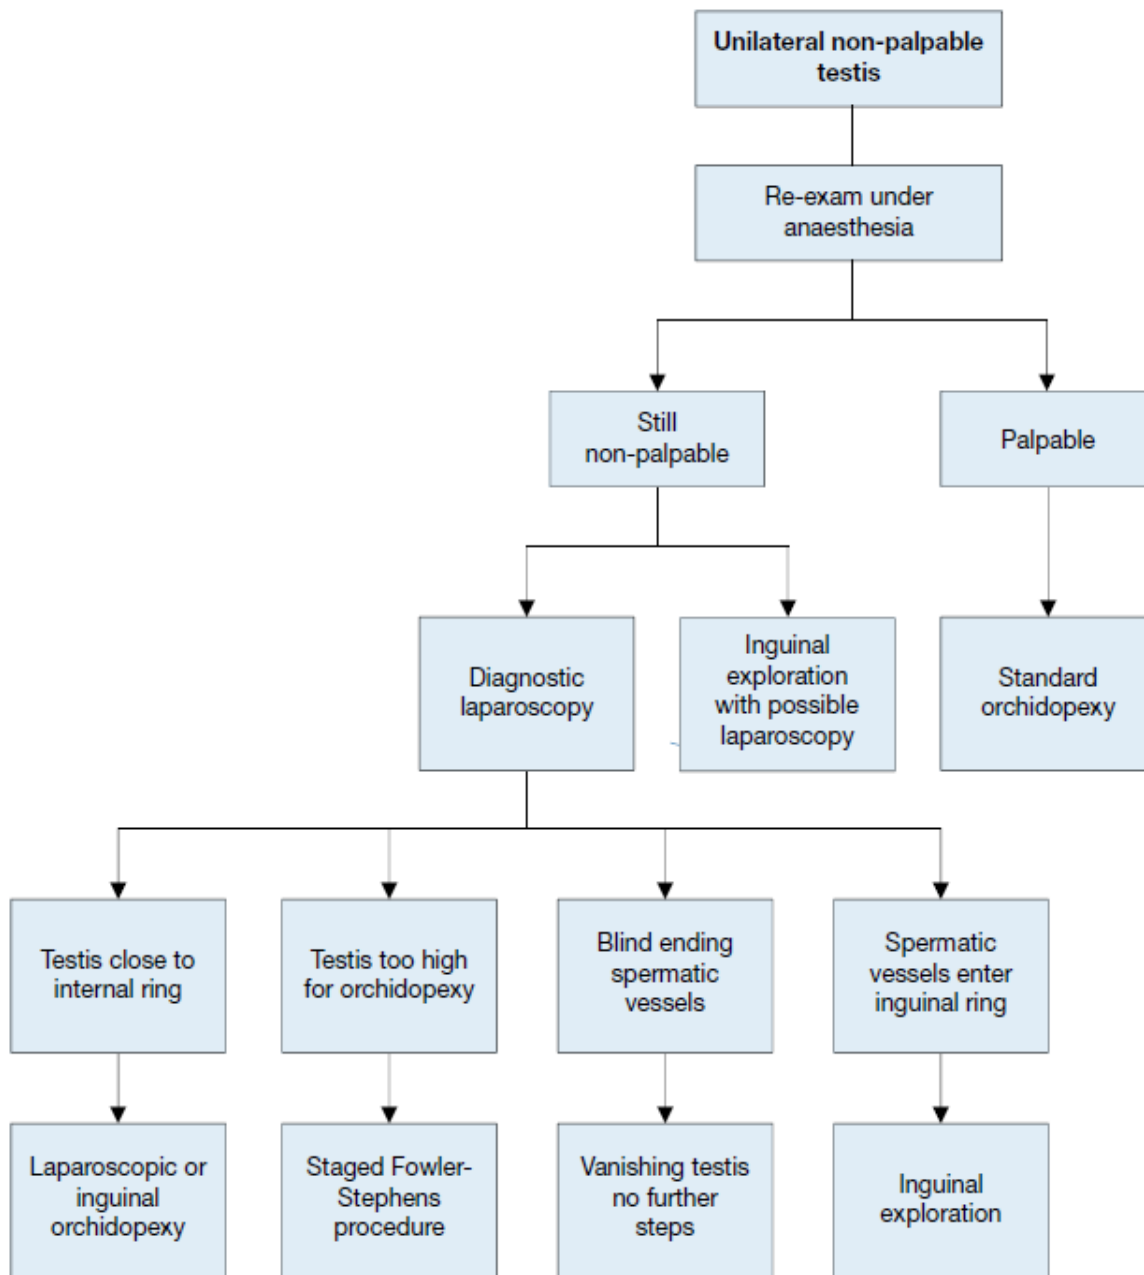 Unilateral non-palpable
testis
Re-exam under
anaesthesia
Still
non-palpable
Palpable
Diagnostic
laparoscopy
Inguinal
exploration
with possible
laparoscopy
Standard
orchidopexy
Testis close to
internal ring
Testis too high
for orchidopexy
Blind ending
spermatic
vessels
Spermatic
vessels enter
inguinal ring
Laparoscopic or
inguinal
orchidopexy
Staged Fowler-
Stephens
procedure
Vanishing testis
no further
steps
Inguinal
exploration